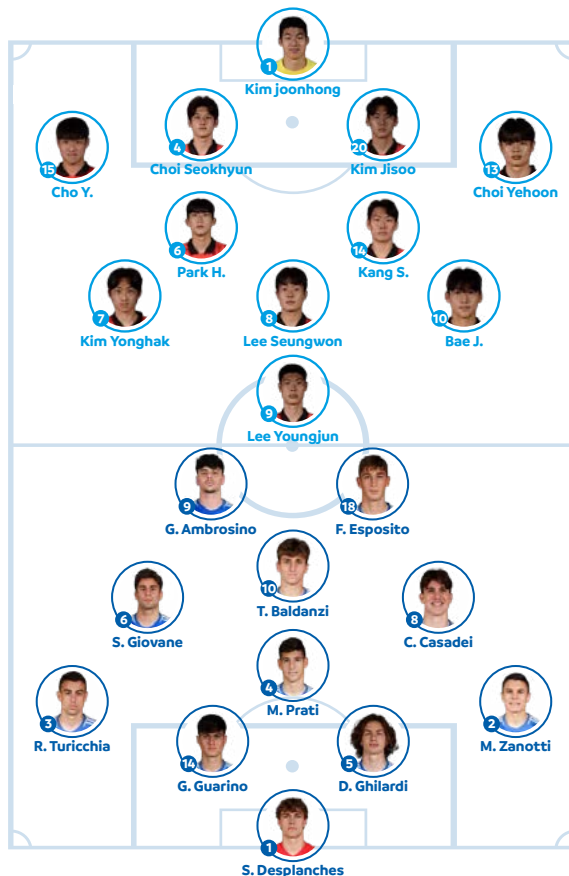 1
Kim joonhong
4
Choi Seokhyun
20
Kim Jisoo
15
Cho Y.
13
Choi Yehoon
6
Park H.
14
Kang S.
7
Kim Yonghak
8
Lee Seungwon
10
Bae J.
9
Lee Youngjun
9
G. Ambrosino
18
F. Esposito
10
T. Baldanzi
6
S. Giovane
8
C. Casadei
4
M. Prati
3
R. Turicchia
2
M. Zanotti
14
G. Guarino
5
D. Ghilardi
1
S. Desplanches